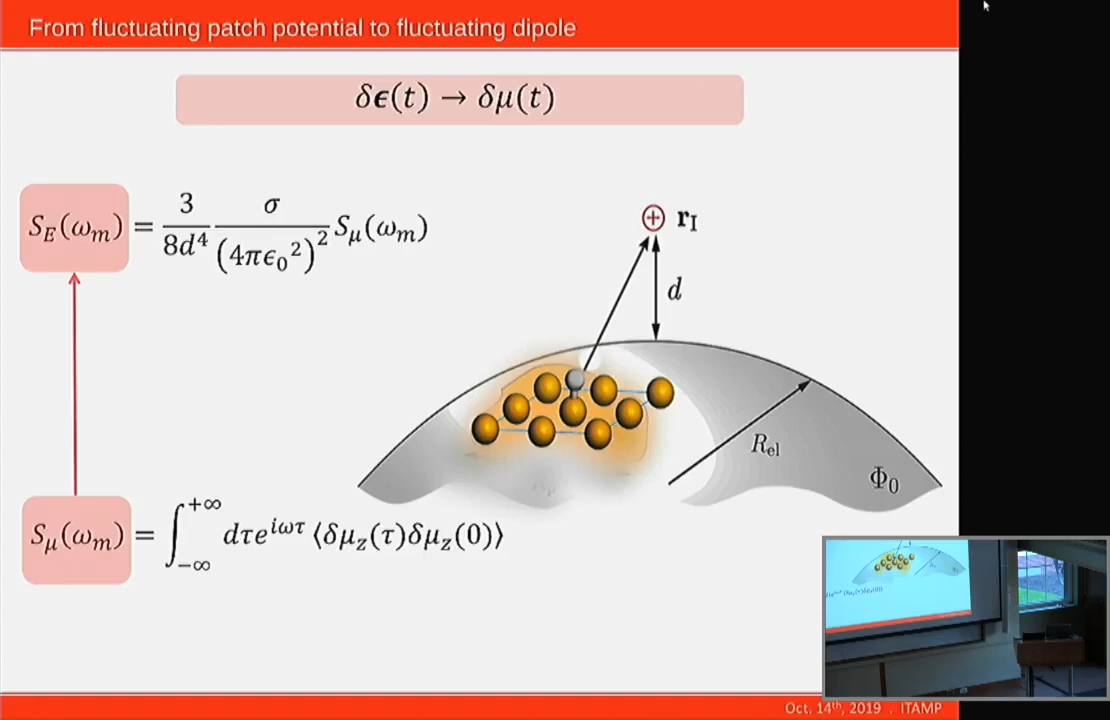 From fluctuating patch potential to fluctuating dipole
δϵ(t) → δμ(t)
S_E(ω_m) = 3/(8d⁴) σ/(4πϵ₀²)² S_μ(ω_m)
r_I
d
R_el
Φ₀
S_μ(ω_m) = ∫_{-∞}^{+∞} dτe^{iωτ} ⟨δμ_z(τ)δμ_z(0)⟩
Oct. 14th, 2019 . ITAMP